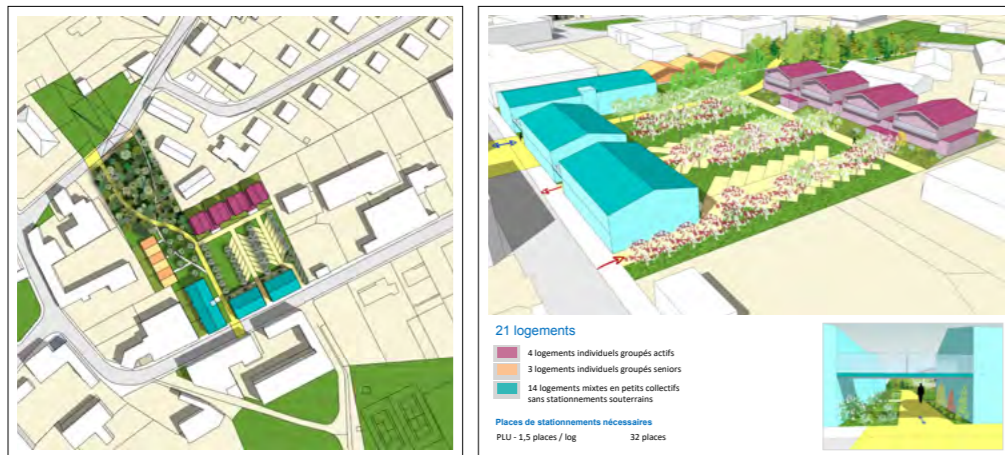 21 logements
4 logements individuels groupés actifs
3 logements individuels groupés seniors
14 logements mixtes en petits collectifs
sans stationnements souterrains
Places de stationnements nécessaires
PLU - 1,5 places / log 32 places